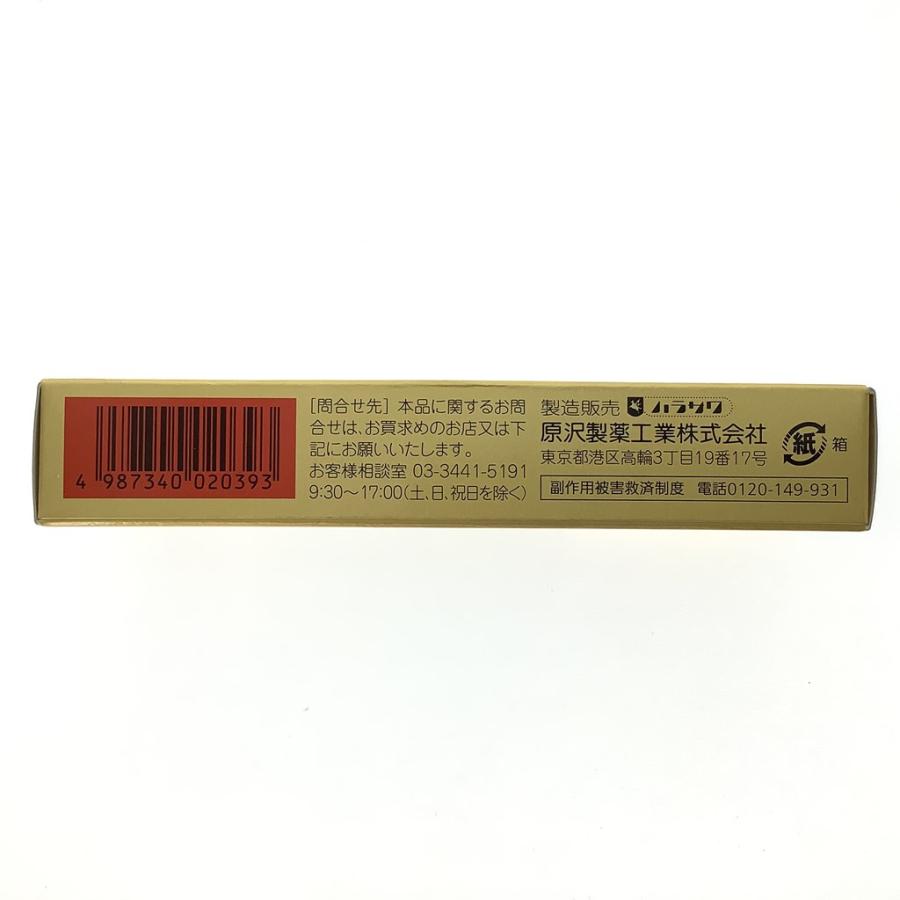 4 987340 020393
[問合せ先] 本品に関するお問
合せは、お買求めのお店又は下
記にお願いいたします。
お客様相談室 03-3441-5191
9:30〜17:00(土、日、祝日を除く)
製造販売 ハラサワ
原沢製薬工業株式会社
東京都港区高輪3丁目19番17号
副作用被害救済制度 電話0120-149-931
紙 箱